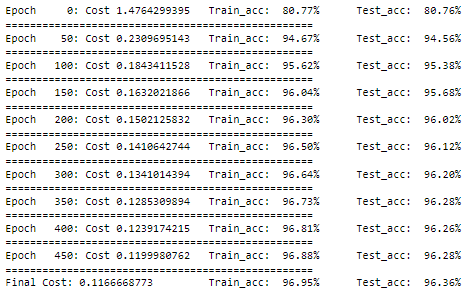 Epoch     0: Cost 1.4764299395   Train_acc:  80.77%      Test_acc:  80.76%
===================================================
Epoch    50: Cost 0.2309695143   Train_acc:  94.67%      Test_acc:  94.56%
===================================================
Epoch   100: Cost 0.1843411528   Train_acc:  95.62%      Test_acc:  95.38%
===================================================
Epoch   150: Cost 0.1632021866   Train_acc:  96.04%      Test_acc:  95.68%
===================================================
Epoch   200: Cost 0.1502125832   Train_acc:  96.30%      Test_acc:  96.02%
===================================================
Epoch   250: Cost 0.1410642744   Train_acc:  96.50%      Test_acc:  96.12%
===================================================
Epoch   300: Cost 0.1341014394   Train_acc:  96.64%      Test_acc:  96.20%
===================================================
Epoch   350: Cost 0.1285309894   Train_acc:  96.73%      Test_acc:  96.28%
===================================================
Epoch   400: Cost 0.1239174215   Train_acc:  96.81%      Test_acc:  96.26%
===================================================
Epoch   450: Cost 0.1199980762   Train_acc:  96.88%      Test_acc:  96.28%
===================================================
Final Cost: 0.1166668773         Train_acc:  96.95%      Test_acc:  96.36%